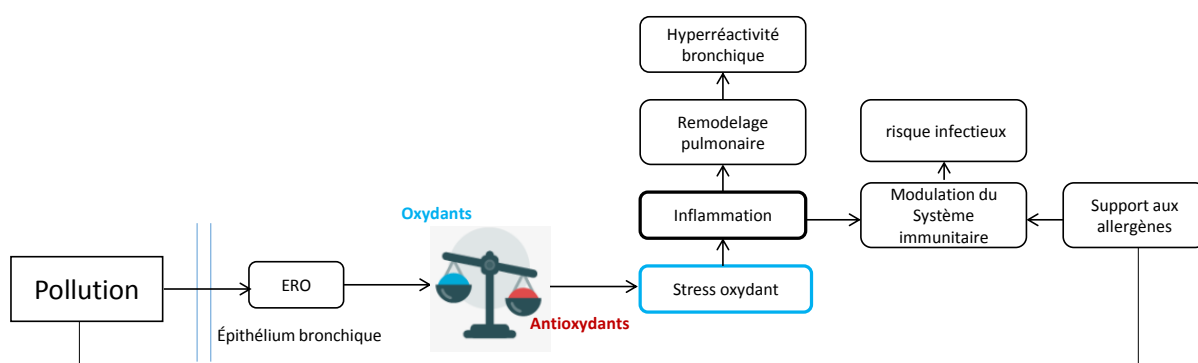 Hyperréactivité
bronchique
Remodelage
pulmonaire
risque infectieux
Oxydants
Inflammation
Modulation du
Système
immunitaire
Support aux
allergènes
Pollution
ERO
Stress oxydant
Antioxydants
Épithélium bronchique